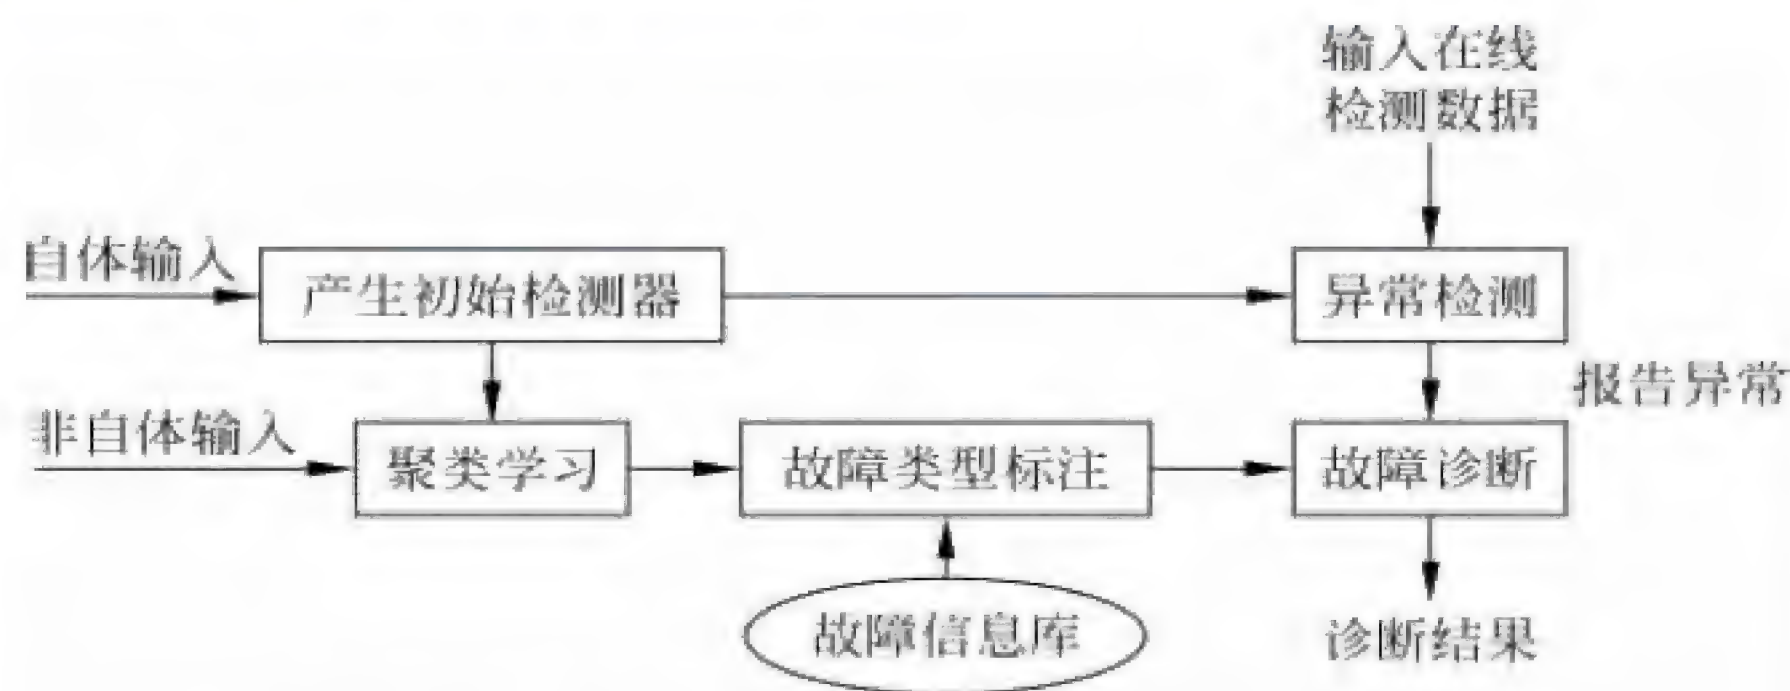 输入在线
检测数据
自体输入
产生初始检测器
异常检测
报告异常
非自体输入
聚类学习
故障类型标注
故障诊断
故障信息库
诊断结果